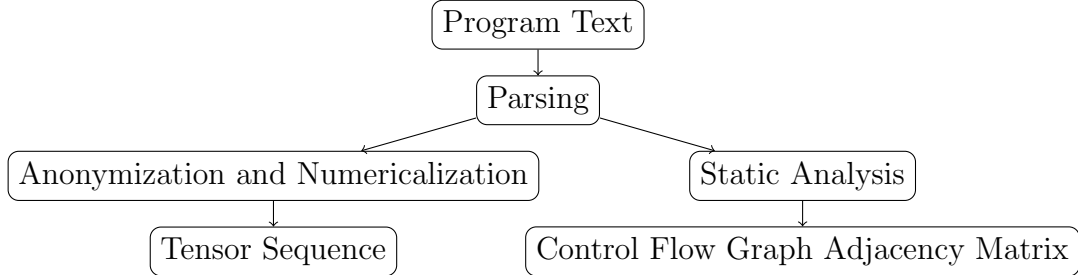 Program Text
Parsing
Anonymization and Numericalization
Static Analysis
Tensor Sequence
Control Flow Graph Adjacency Matrix